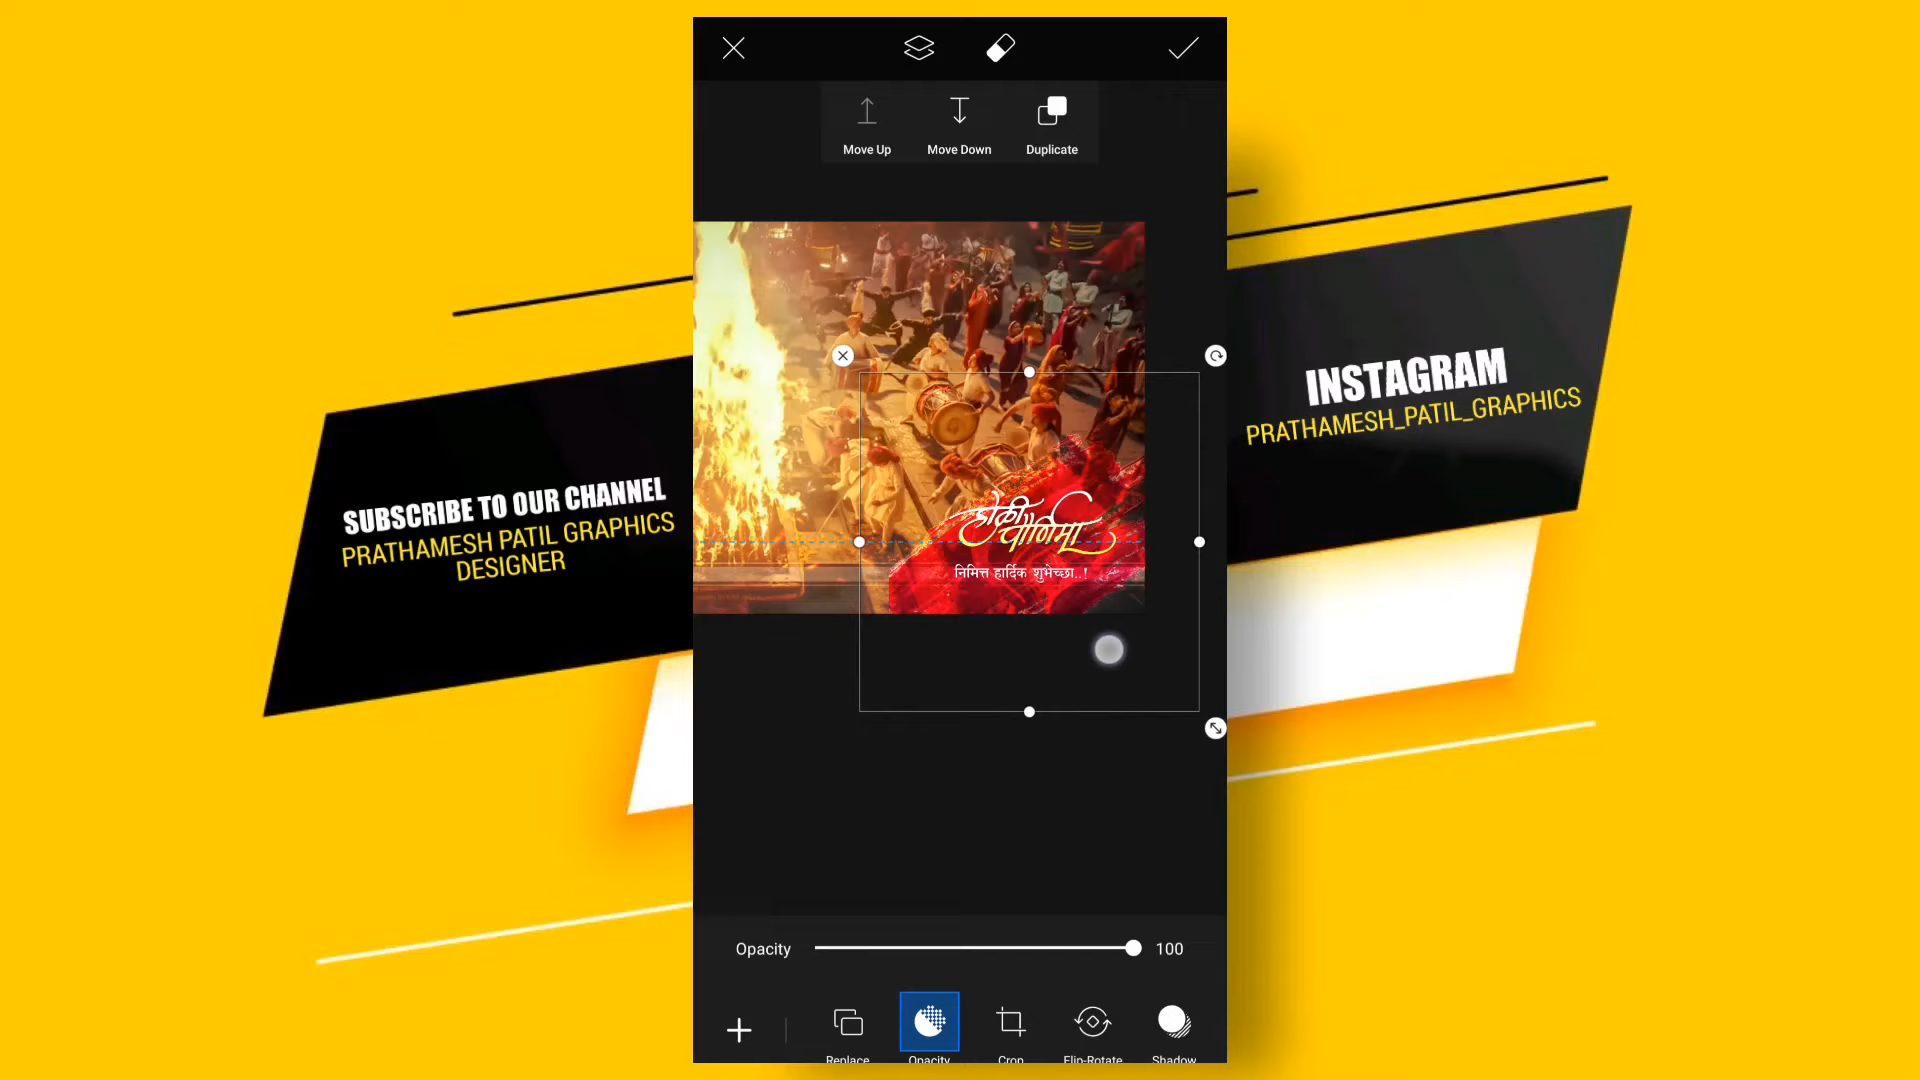 Move Up
Move Down
Duplicate
होळी
पौर्णिमा
निमित्त हार्दिक शुभेच्छा..!
SUBSCRIBE TO OUR CHANNEL
PRATHAMESH PATIL GRAPHICS
DESIGNER
INSTAGRAM
PRATHAMESH_PATIL_GRAPHICS
Opacity
100
Replace
Opacity
Crop
Flip-Rotate
Shadow